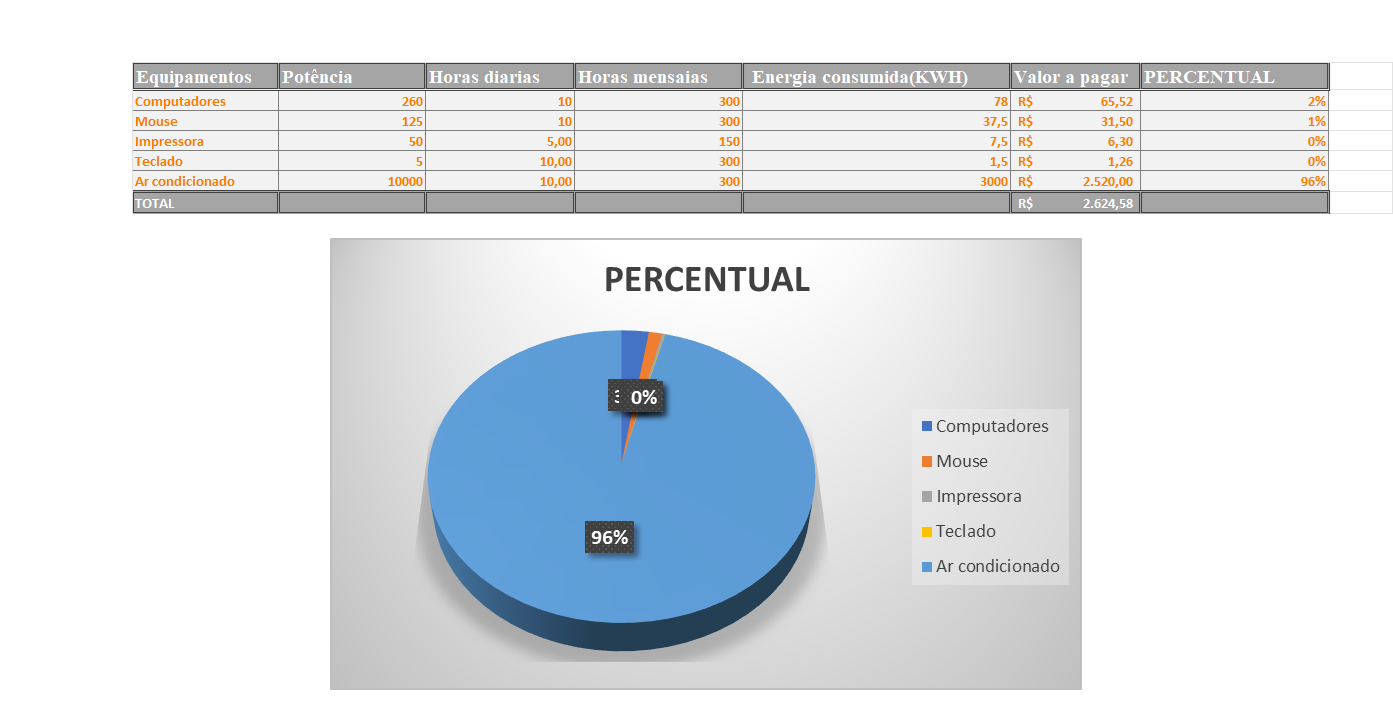 Equipamentos Potência Horas diarias Horas mensaias Energia consumida(KWH) Valor a pagar PERCENTUAL
Computadores 260 10 300 78 R$ 65,52 2%
Mouse 125 10 300 37,5 R$ 31,50 1%
Impressora 50 5,00 150 7,5 R$ 6,30 0%
Teclado 5 10,00 300 1,5 R$ 1,26 0%
Ar condicionado 10000 10,00 300 3000 R$ 2.520,00 96%
TOTAL R$ 2.624,58
PERCENTUAL
0%
96%
Computadores
Mouse
Impressora
Teclado
Ar condicionado